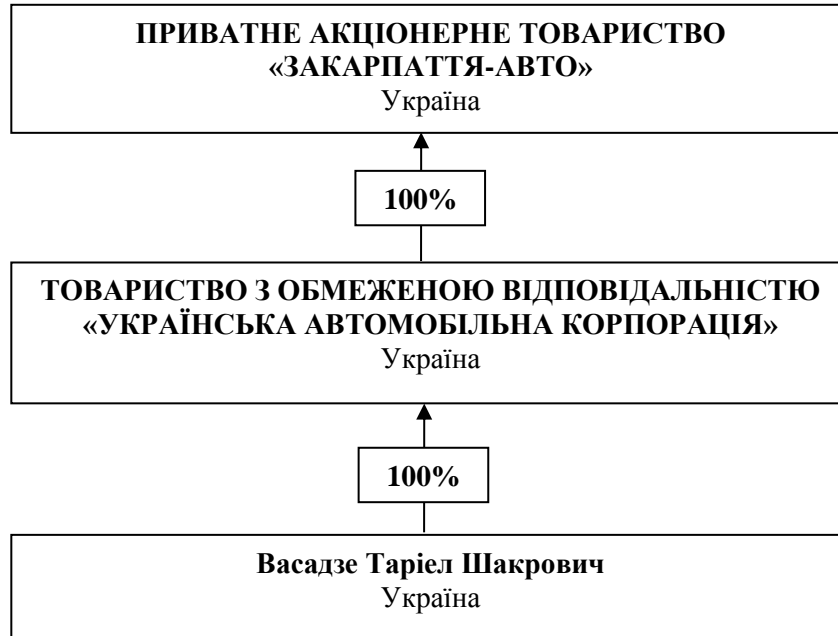 ПРИВАТНЕ АКЦІОНЕРНЕ ТОВАРИСТВО
«ЗАКАРПАТТЯ-АВТО»
Україна
100%
ТОВАРИСТВО З ОБМЕЖЕНОЮ ВІДПОВІДАЛЬНІСТЮ
«УКРАЇНСЬКА АВТОМОБІЛЬНА КОРПОРАЦІЯ»
Україна
100%
Васадзе Таріел Шакрович
Україна